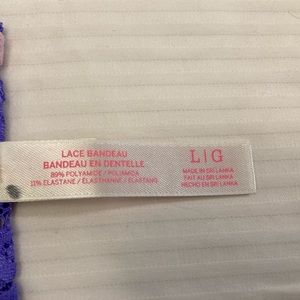 LACE BANDEAU
BANDEAU EN DENTELLE
89% POLYAMIDE / POLIAMIDA
11% ELASTANE / ÉLASTHANNE / ELASTANO
L|G
MADE IN SRI LANKA
FAIT AU SRI LANKA
HECHO EN SRI LANKA